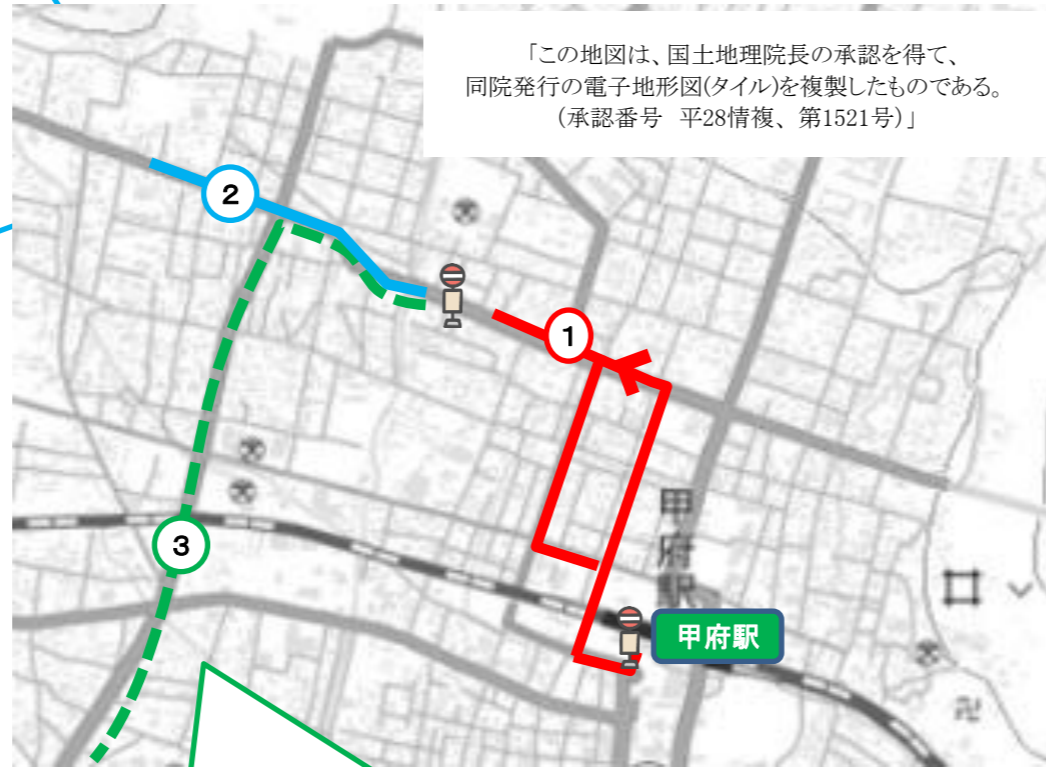 「この地図は、国土地理院長の承認を得て、
同院発行の電子地形図(タイル)を複製したものである。
(承認番号　平28情複、第1521号)」
2
1
3
甲府駅
甲府駅
卍